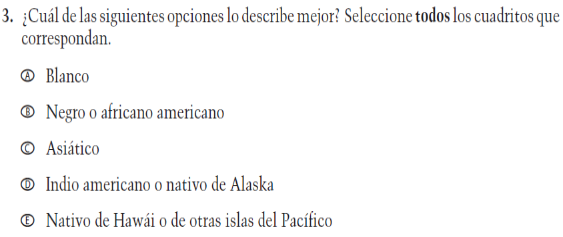 3. ¿Cuál de las siguientes opciones lo describe mejor? Seleccione todos los cuadritos que
correspondan.
Ⓐ Blanco
Ⓑ Negro o africano americano
Ⓒ Asiático
Ⓓ Indio americano o nativo de Alaska
Ⓔ Nativo de Hawái o de otras islas del Pacífico